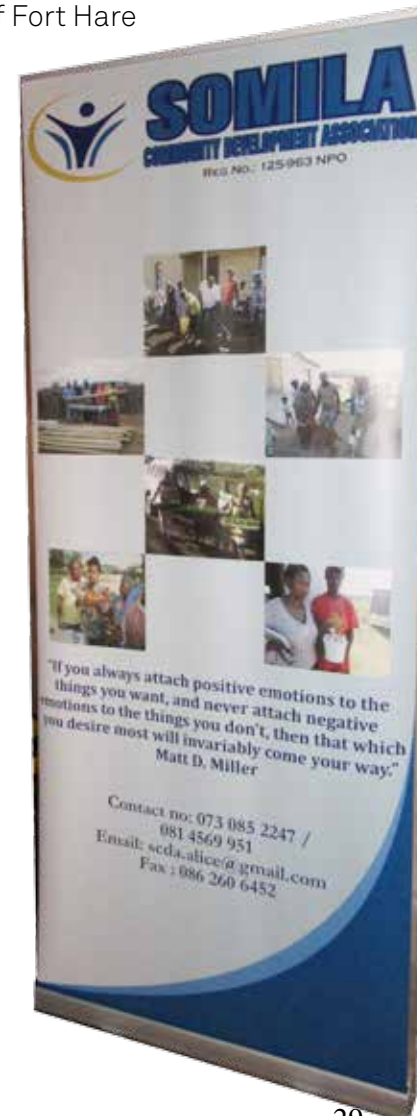 f Fort Hare
SOMILA
COMMUNITY DEVELOPMENT ASSOCIATION
REG NO.: 125-963 NPO
"If you always attach positive emotions to the
things you want, and never attach negative
emotions to the things you don't, then that which
you desire most will invariably come your way."
Matt D. Miller
Contact no: 073 085 2247 /
081 4569 951
Email: scda.alice@gmail.com
Fax : 086 260 6452